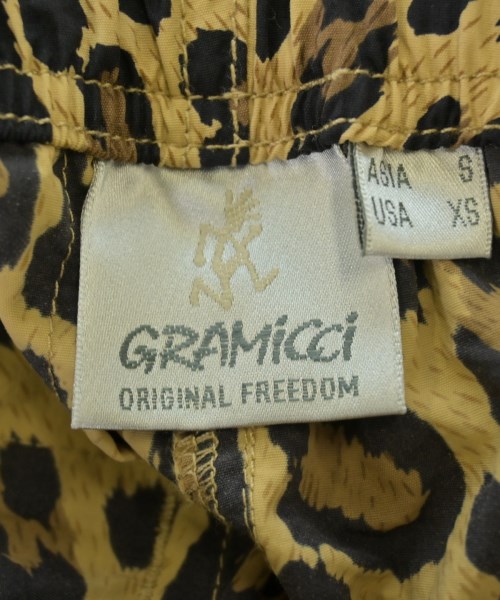 ASIA S
USA XS
GRAMICCI
ORIGINAL FREEDOM